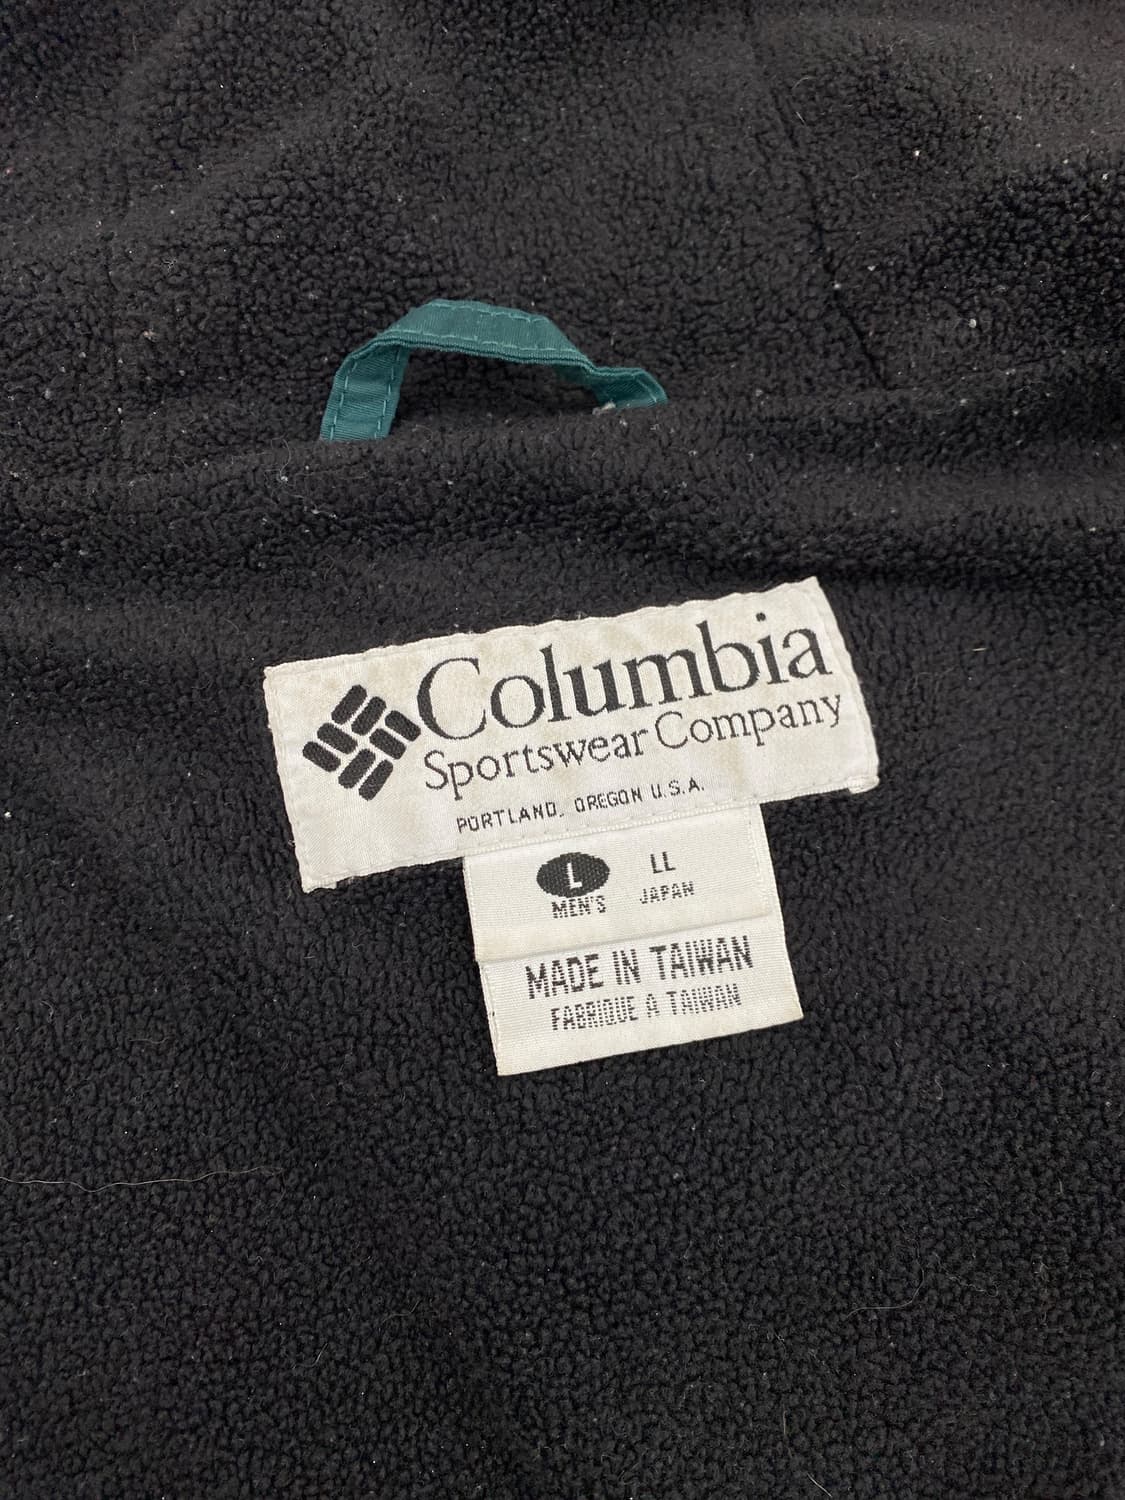 Columbia
Sportswear Company
PORTLAND, OREGON U.S.A.
L LL
MEN'S JAPAN
MADE IN TAIWAN
FABRIQUE A TAIWAN